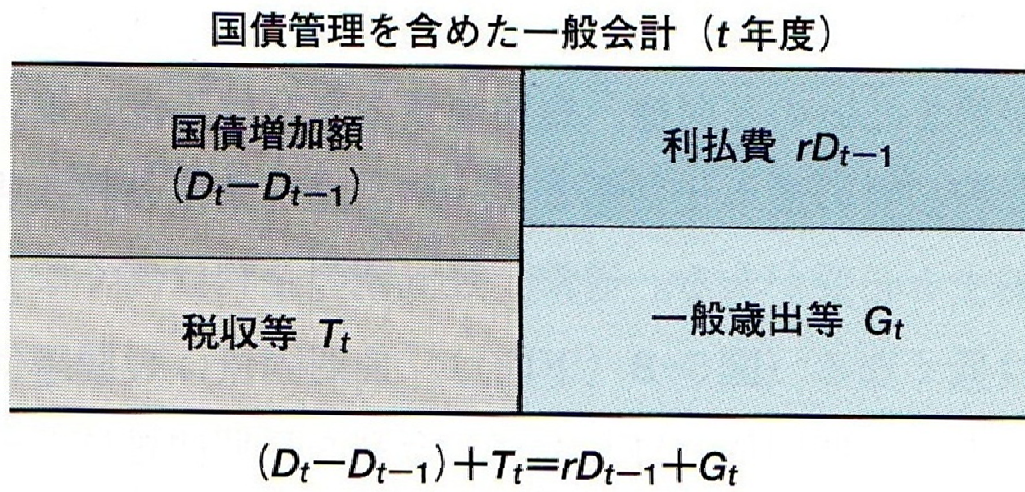 国債管理を含めた一般会計（t 年度）
国債増加額
（Dt−Dt−1）
利払費 rDt−1
税収等 Tt
一般歳出等 Gt
（Dt−Dt−1）＋Tt＝rDt−1＋Gt